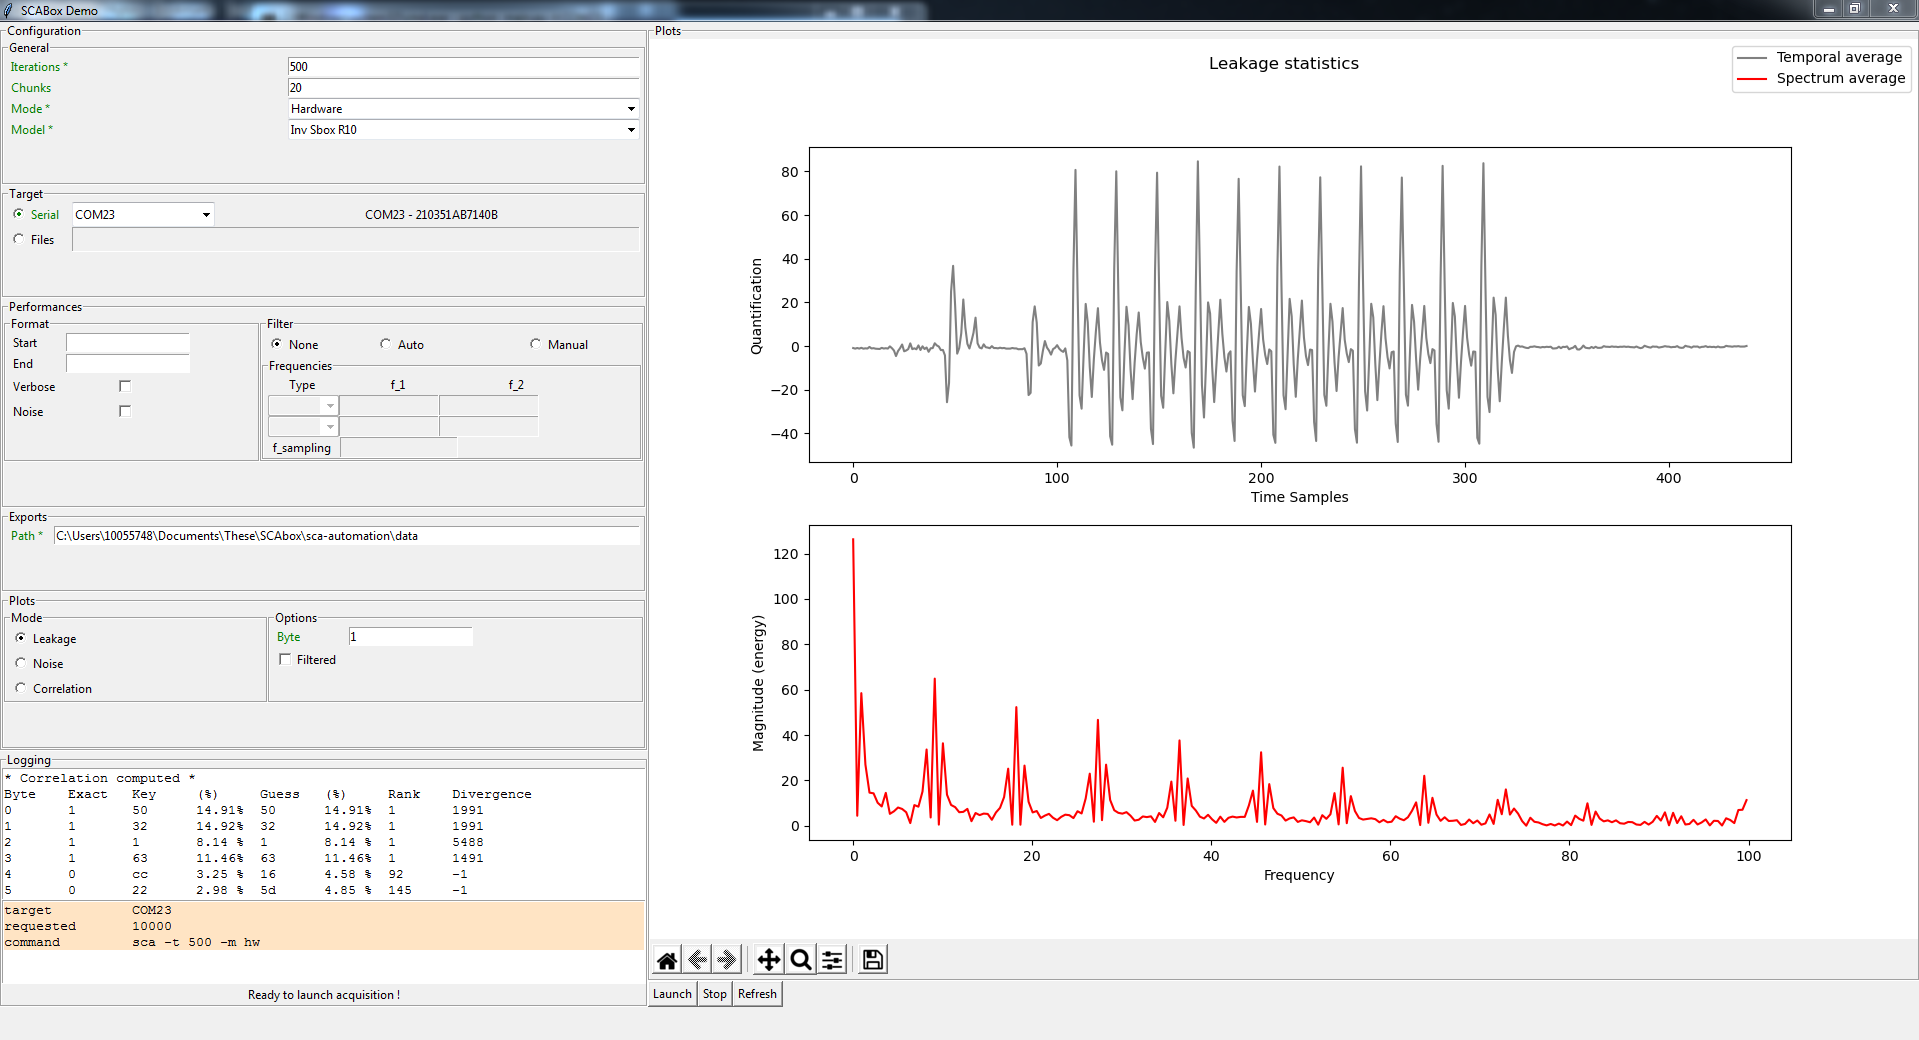 SCABox Demo
Configuration
General
Iterations * 500
Chunks 20
Mode * Hardware
Model * Inv Sbox R10
Target
Serial COM23 COM23 - 210351AB7140B
Files
Performances
Format
Start
End
Verbose
Noise
Filter
None Auto Manual
Frequencies
Type f_1 f_2
f_sampling
Exports
Path * C:\Users\10055748\Documents\These\SCAbox\sca-automation\data
Plots
Mode
Leakage
Noise
Correlation
Options
Byte 1
Filtered
Logging
* Correlation computed *
Byte Exact Key (%) Guess (%) Rank Divergence
0 1 50 14.91% 50 14.91% 1 1991
1 1 32 14.92% 32 14.92% 1 1991
2 1 1 8.14 % 1 8.14 % 1 5488
3 1 63 11.46% 63 11.46% 1 1491
4 0 cc 3.25 % 16 4.58 % 92 -1
5 0 22 2.98 % 5d 4.85 % 145 -1
target COM23
requested 10000
command sca -t 500 -m hw
Ready to launch acquisition !
Plots
Leakage statistics
Temporal average
Spectrum average
Quantification
80
60
40
20
0
−20
−40
0 100 200 300 400
Time Samples
Magnitude (energy)
120
100
80
60
40
20
0
0 20 40 60 80 100
Frequency
Launch Stop Refresh